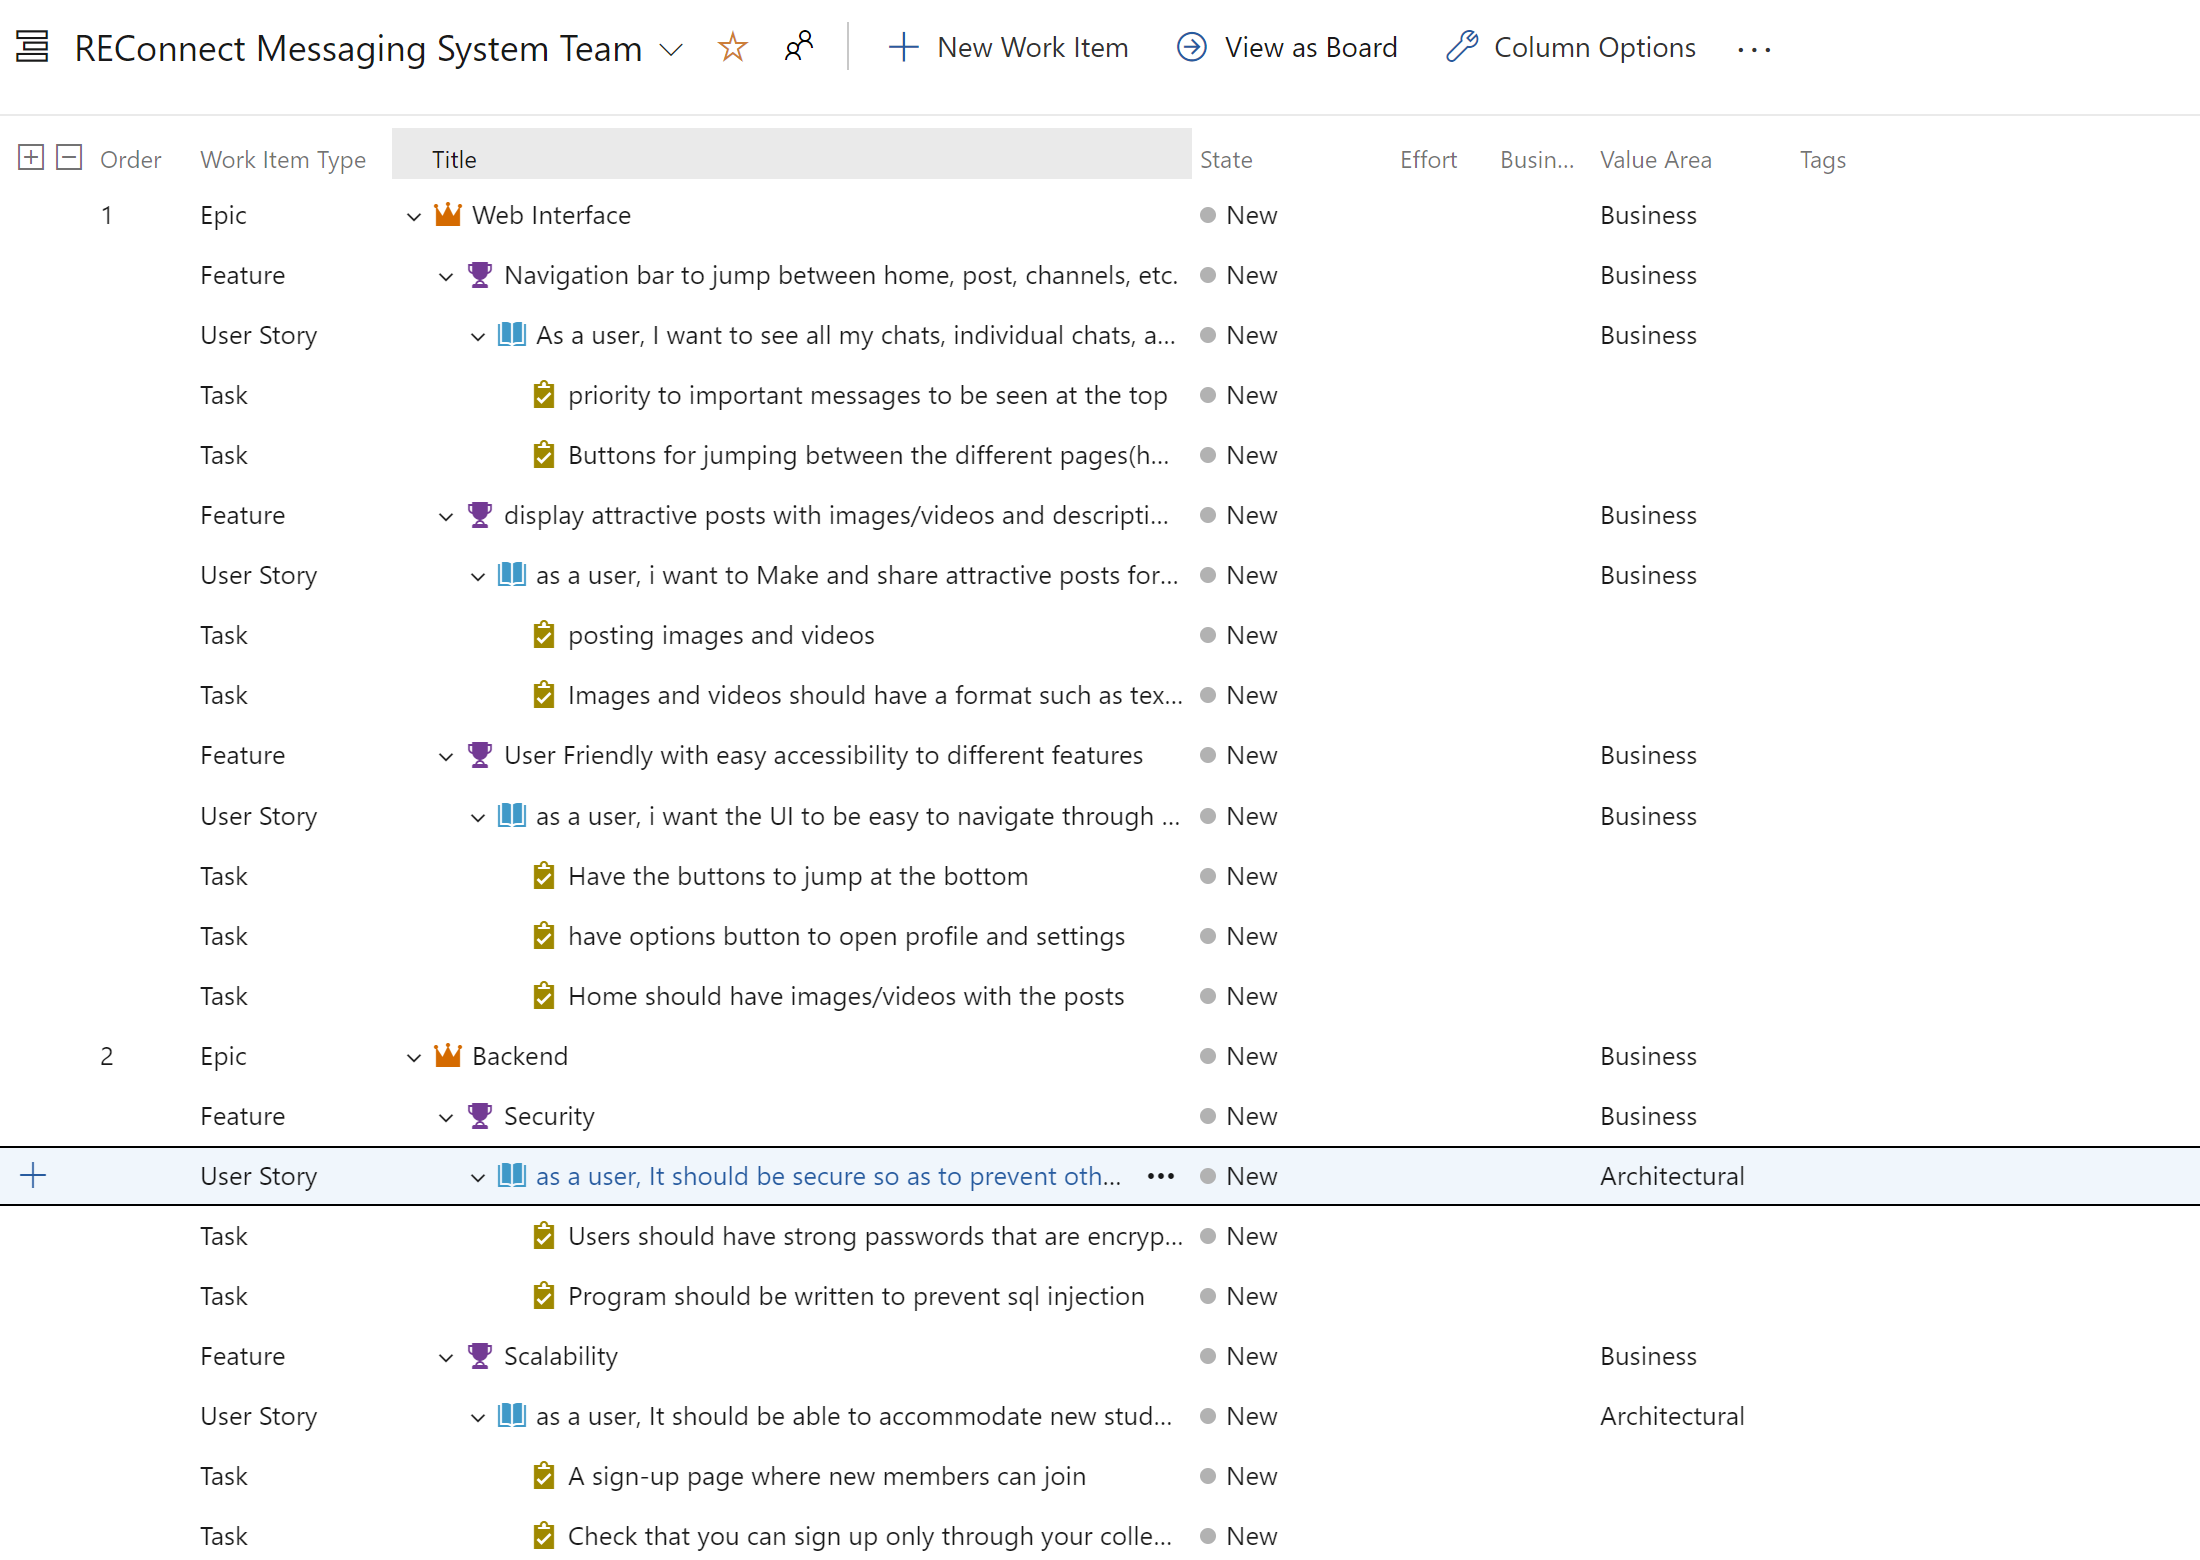 REConnect Messaging System Team New Work Item View as Board Column Options ...
Order Work Item Type Title State Effort Busin... Value Area Tags
1 Epic Web Interface New Business
Feature Navigation bar to jump between home, post, channels, etc. New Business
User Story As a user, I want to see all my chats, individual chats, a... New Business
Task priority to important messages to be seen at the top New
Task Buttons for jumping between the different pages(h... New
Feature display attractive posts with images/videos and descripti... New Business
User Story as a user, i want to Make and share attractive posts for... New Business
Task posting images and videos New
Task Images and videos should have a format such as tex... New
Feature User Friendly with easy accessibility to different features New Business
User Story as a user, i want the UI to be easy to navigate through ... New Business
Task Have the buttons to jump at the bottom New
Task have options button to open profile and settings New
Task Home should have images/videos with the posts New
2 Epic Backend New Business
Feature Security New Business
User Story as a user, It should be secure so as to prevent oth... ... New Architectural
Task Users should have strong passwords that are encryp... New
Task Program should be written to prevent sql injection New
Feature Scalability New Business
User Story as a user, It should be able to accommodate new stud... New Architectural
Task A sign-up page where new members can join New
Task Check that you can sign up only through your colle... New